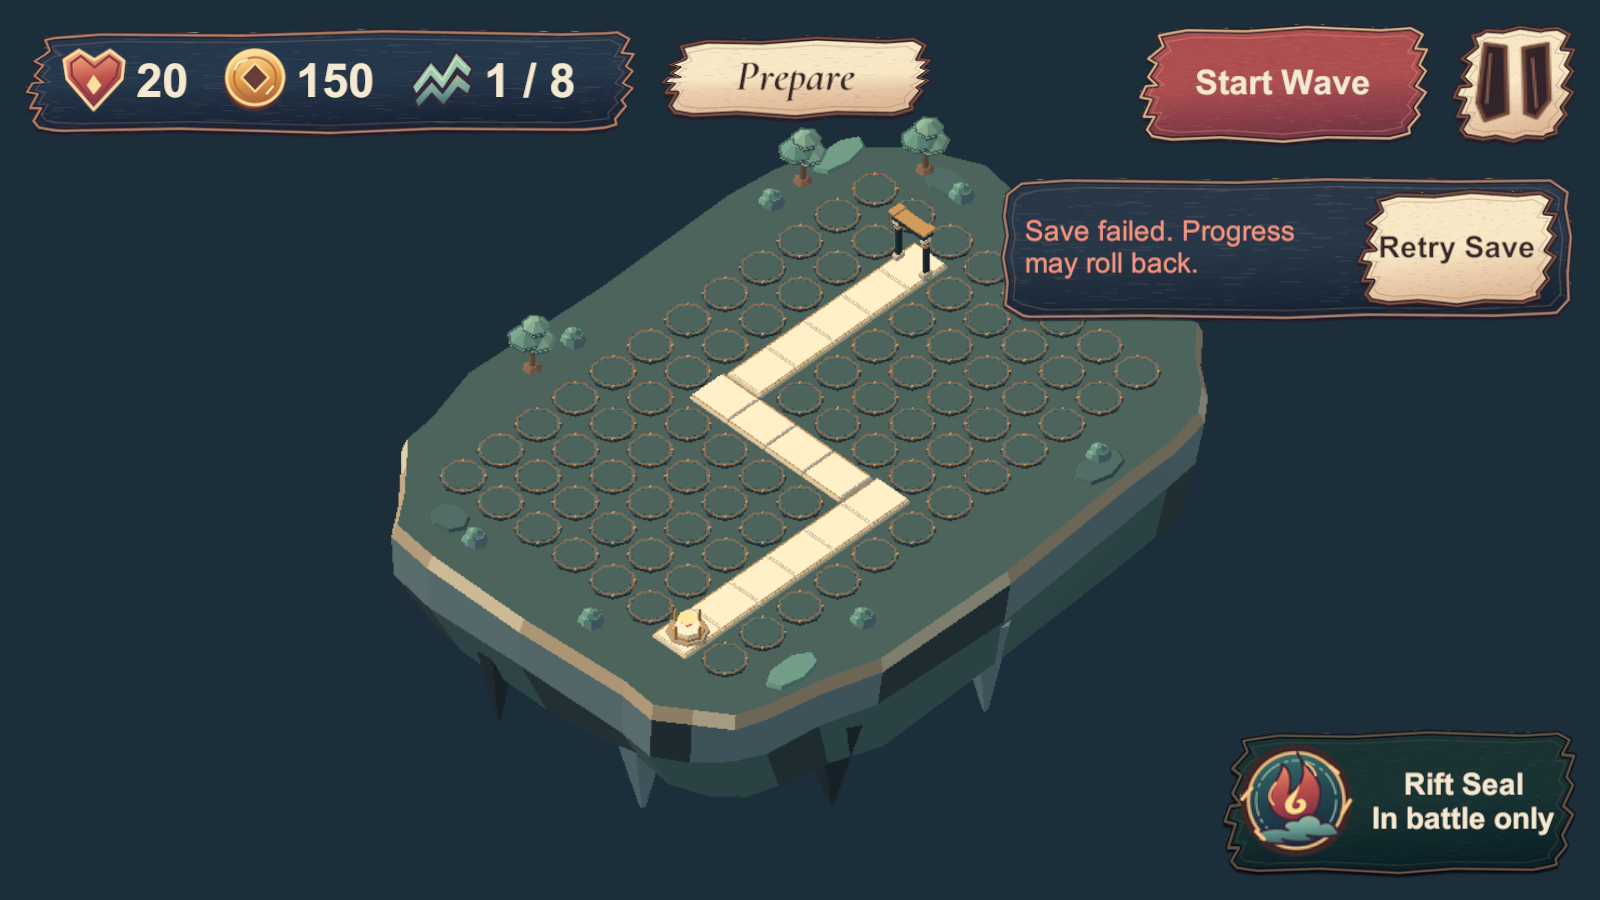 20 150 1 / 8
Prepare
Start Wave
Save failed. Progress
may roll back.
Retry Save
Rift Seal
In battle only